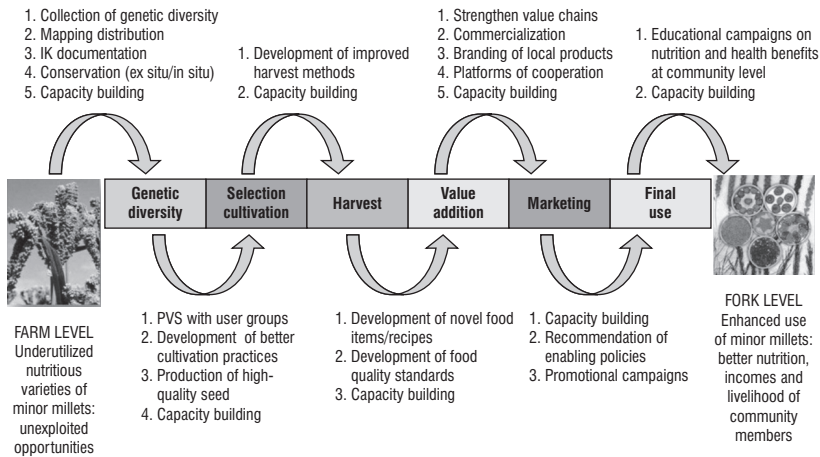 1. Collection of genetic diversity
2. Mapping distribution
3. IK documentation
4. Conservation (ex situ/in situ)
5. Capacity building
1. Development of improved
harvest methods
2. Capacity building
1. Strengthen value chains
2. Commercialization
3. Branding of local products
4. Platforms of cooperation
5. Capacity building
1. Educational campaigns on
nutrition and health benefits
at community level
2. Capacity building
Genetic
diversity
Selection
cultivation
Harvest
Value
addition
Marketing
Final
use
FARM LEVEL
Underutilized
nutritious
varieties of
minor millets:
unexploited
opportunities
1. PVS with user groups
2. Development of better
cultivation practices
3. Production of high-
quality seed
4. Capacity building
1. Development of novel food
items/recipes
2. Development of food
quality standards
3. Capacity building
1. Capacity building
2. Recommendation of
enabling policies
3. Promotional campaigns
FORK LEVEL
Enhanced use
of minor millets:
better nutrition,
incomes and
livelihood of
community
members